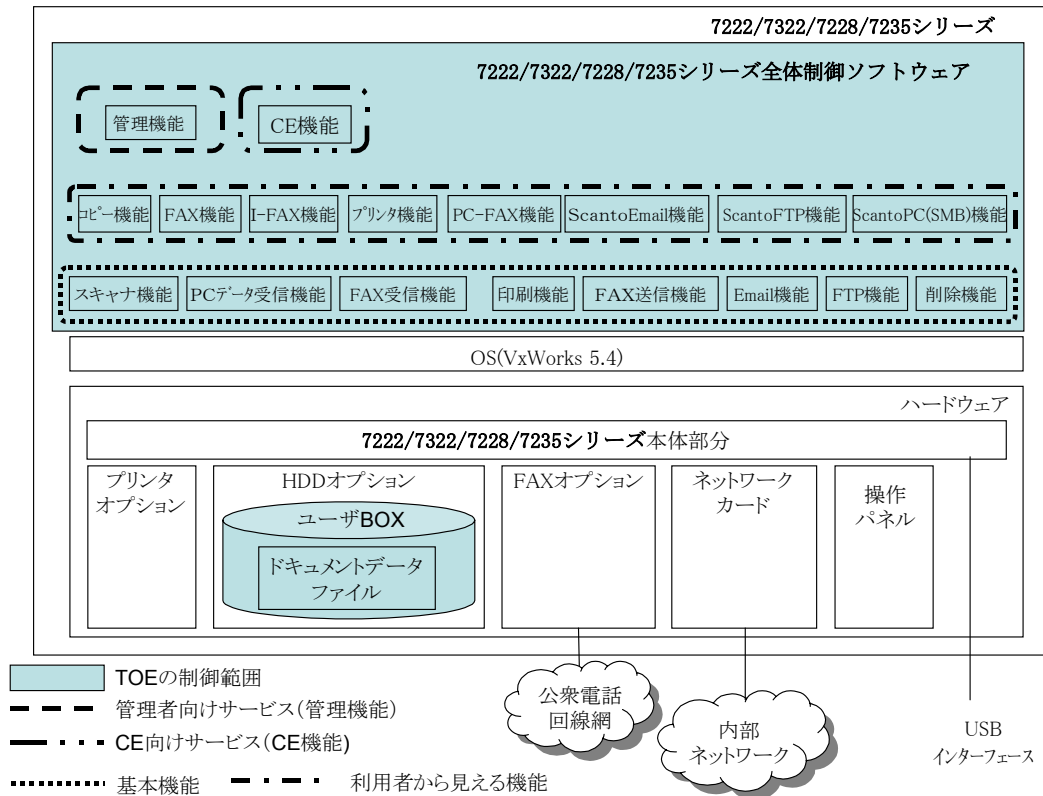 7222/7322/7228/7235シリーズ
7222/7322/7228/7235シリーズ全体制御ソフトウェア
管理機能
CE機能
コピー機能
FAX機能
I-FAX機能
プリンタ機能
PC-FAX機能
ScantoEmail機能
ScantoFTP機能
ScantoPC(SMB)機能
スキャナ機能
PCデータ受信機能
FAX受信機能
印刷機能
FAX送信機能
Email機能
FTP機能
削除機能
OS(VxWorks 5.4)
ハードウェア
7222/7322/7228/7235シリーズ本体部分
プリンタ
オプション
HDDオプション
ユーザBOX
ドキュメントデータ
ファイル
FAXオプション
ネットワーク
カード
操作
パネル
公衆電話
回線網
内部
ネットワーク
USB
インターフェース
TOEの制御範囲
管理者向けサービス(管理機能)
CE向けサービス(CE機能)
基本機能
利用者から見える機能